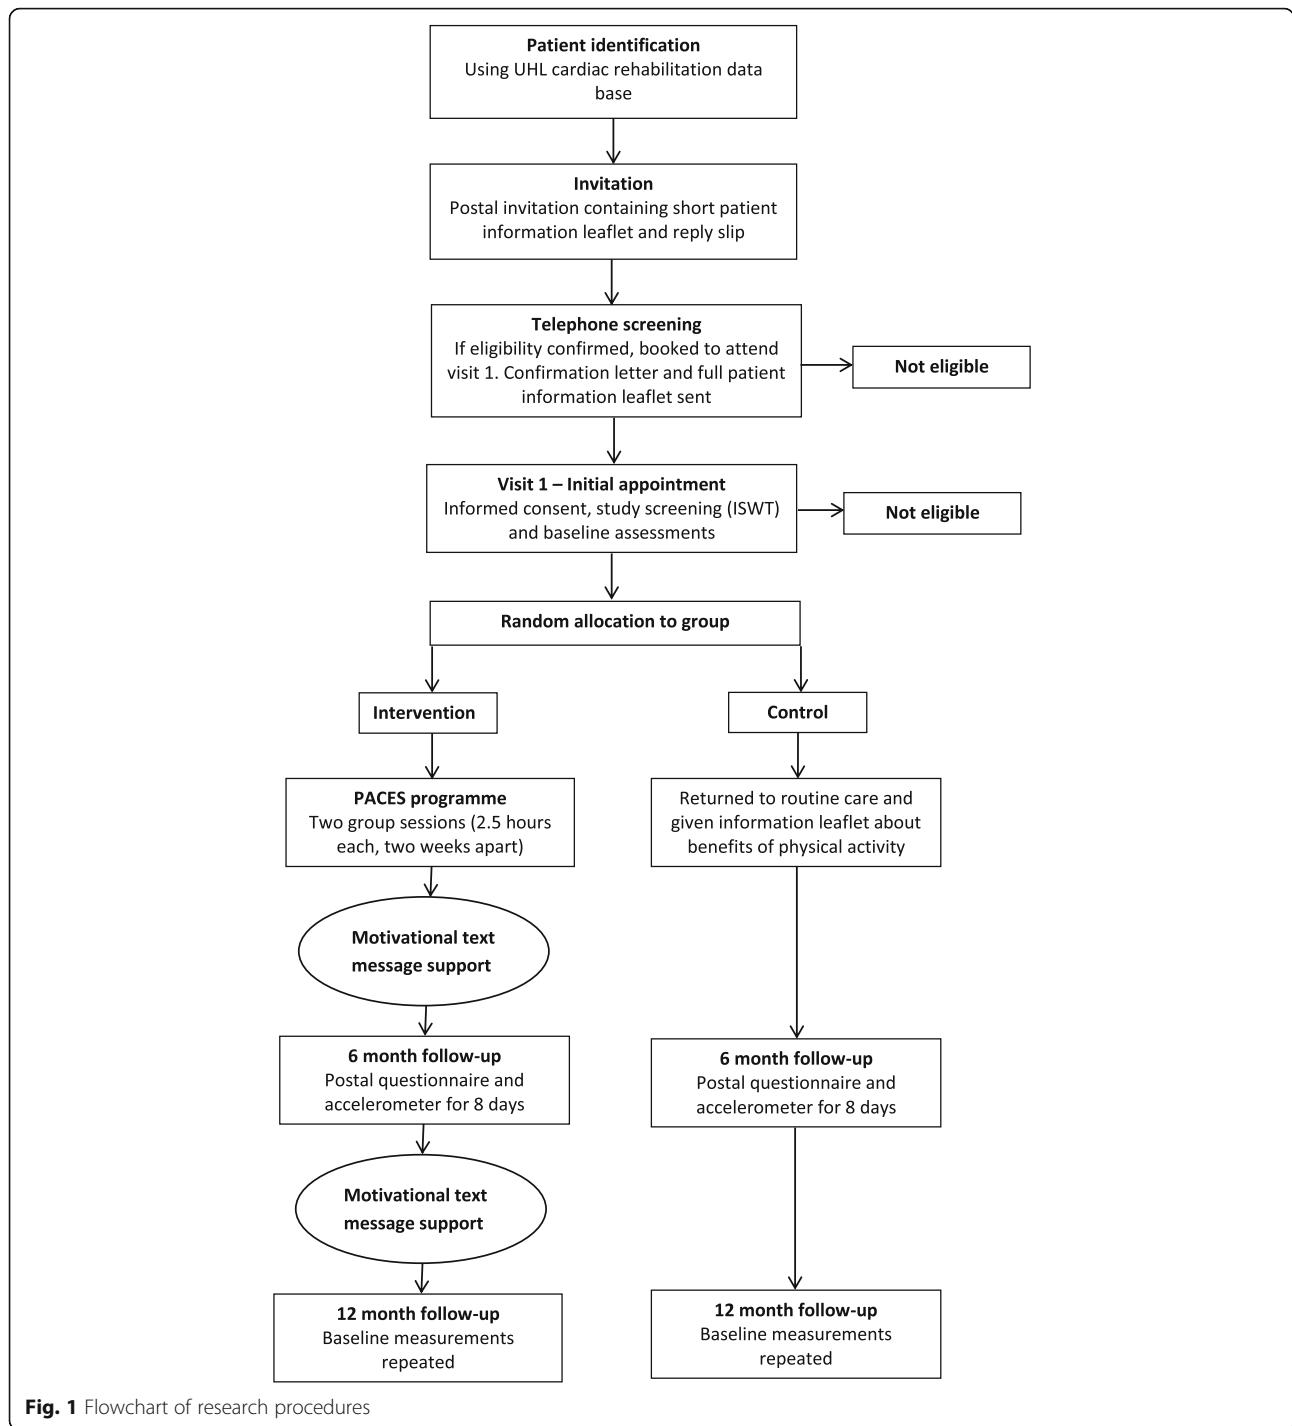 Patient identification
Using UHL cardiac rehabilitation data
base
Invitation
Postal invitation containing short patient
information leaflet and reply slip
Telephone screening
If eligibility confirmed, booked to attend
visit 1. Confirmation letter and full patient
information leaflet sent
Not eligible
Visit 1 – Initial appointment
Informed consent, study screening (ISWT)
and baseline assessments
Not eligible
Random allocation to group
Intervention
Control
PACES programme
Two group sessions (2.5 hours
each, two weeks apart)
Returned to routine care and
given information leaflet about
benefits of physical activity
Motivational text
message support
6 month follow-up
Postal questionnaire and
accelerometer for 8 days
6 month follow-up
Postal questionnaire and
accelerometer for 8 days
Motivational text
message support
12 month follow-up
Baseline measurements
repeated
12 month follow-up
Baseline measurements
repeated
Fig. 1 Flowchart of research procedures